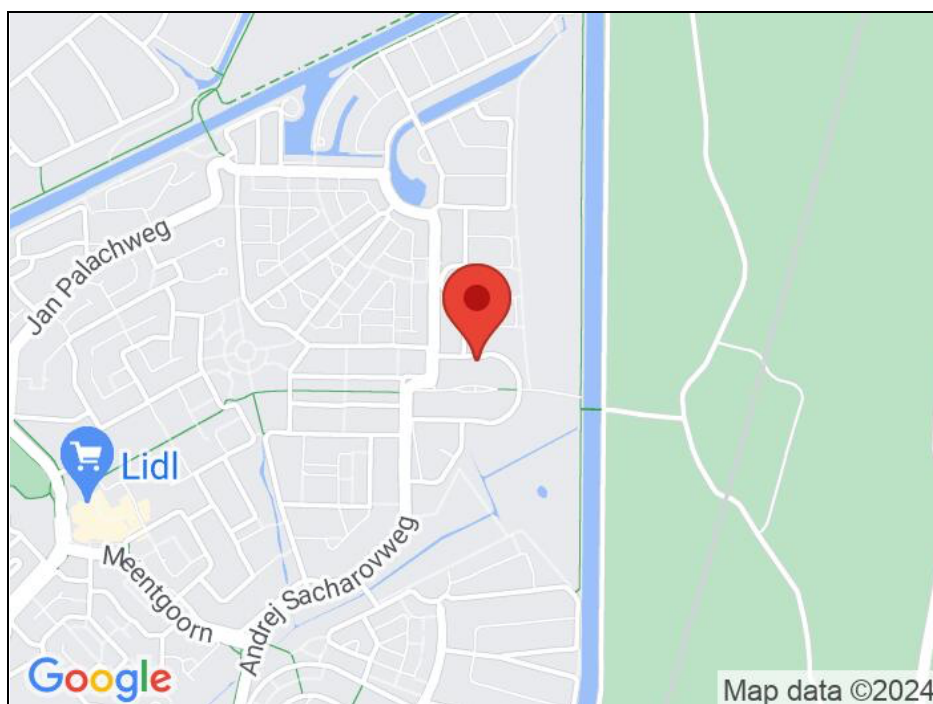 Jan Palachweg
Lidl
Meentgoorn
Andrej Sacharovweg
Google
Map data ©2024